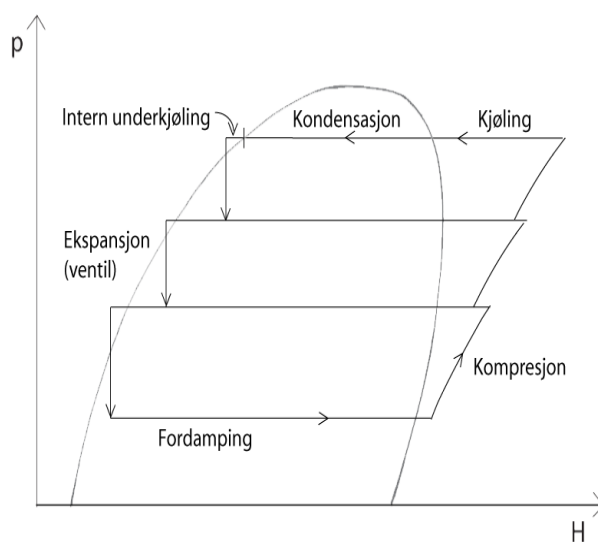 p
Intern underkjøling
Kondensasjon
Kjøling
Ekspansjon
(ventil)
Kompresjon
Fordamping
H